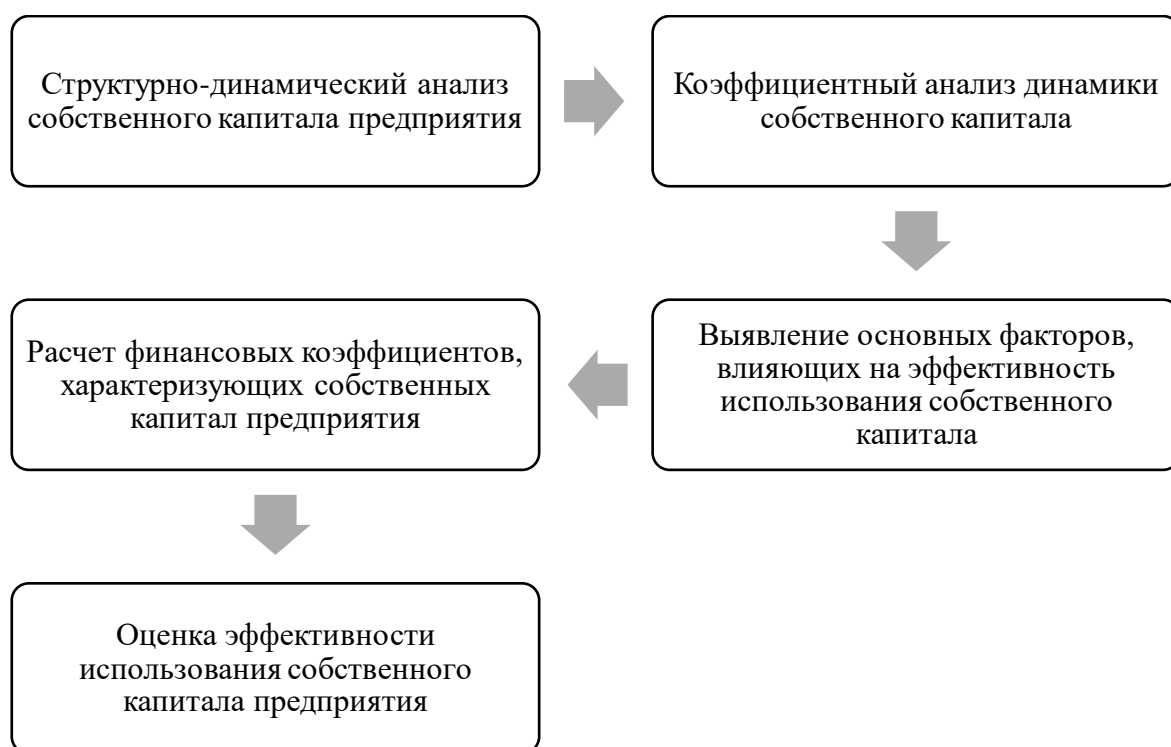 Структурно-динамический анализ
собственного капитала предприятия
Коэффициентный анализ динамики
собственного капитала
Выявление основных факторов,
влияющих на эффективность
использования собственного
капитала
Расчет финансовых коэффициентов,
характеризующих собственных
капитал предприятия
Оценка эффективности
использования собственного
капитала предприятия